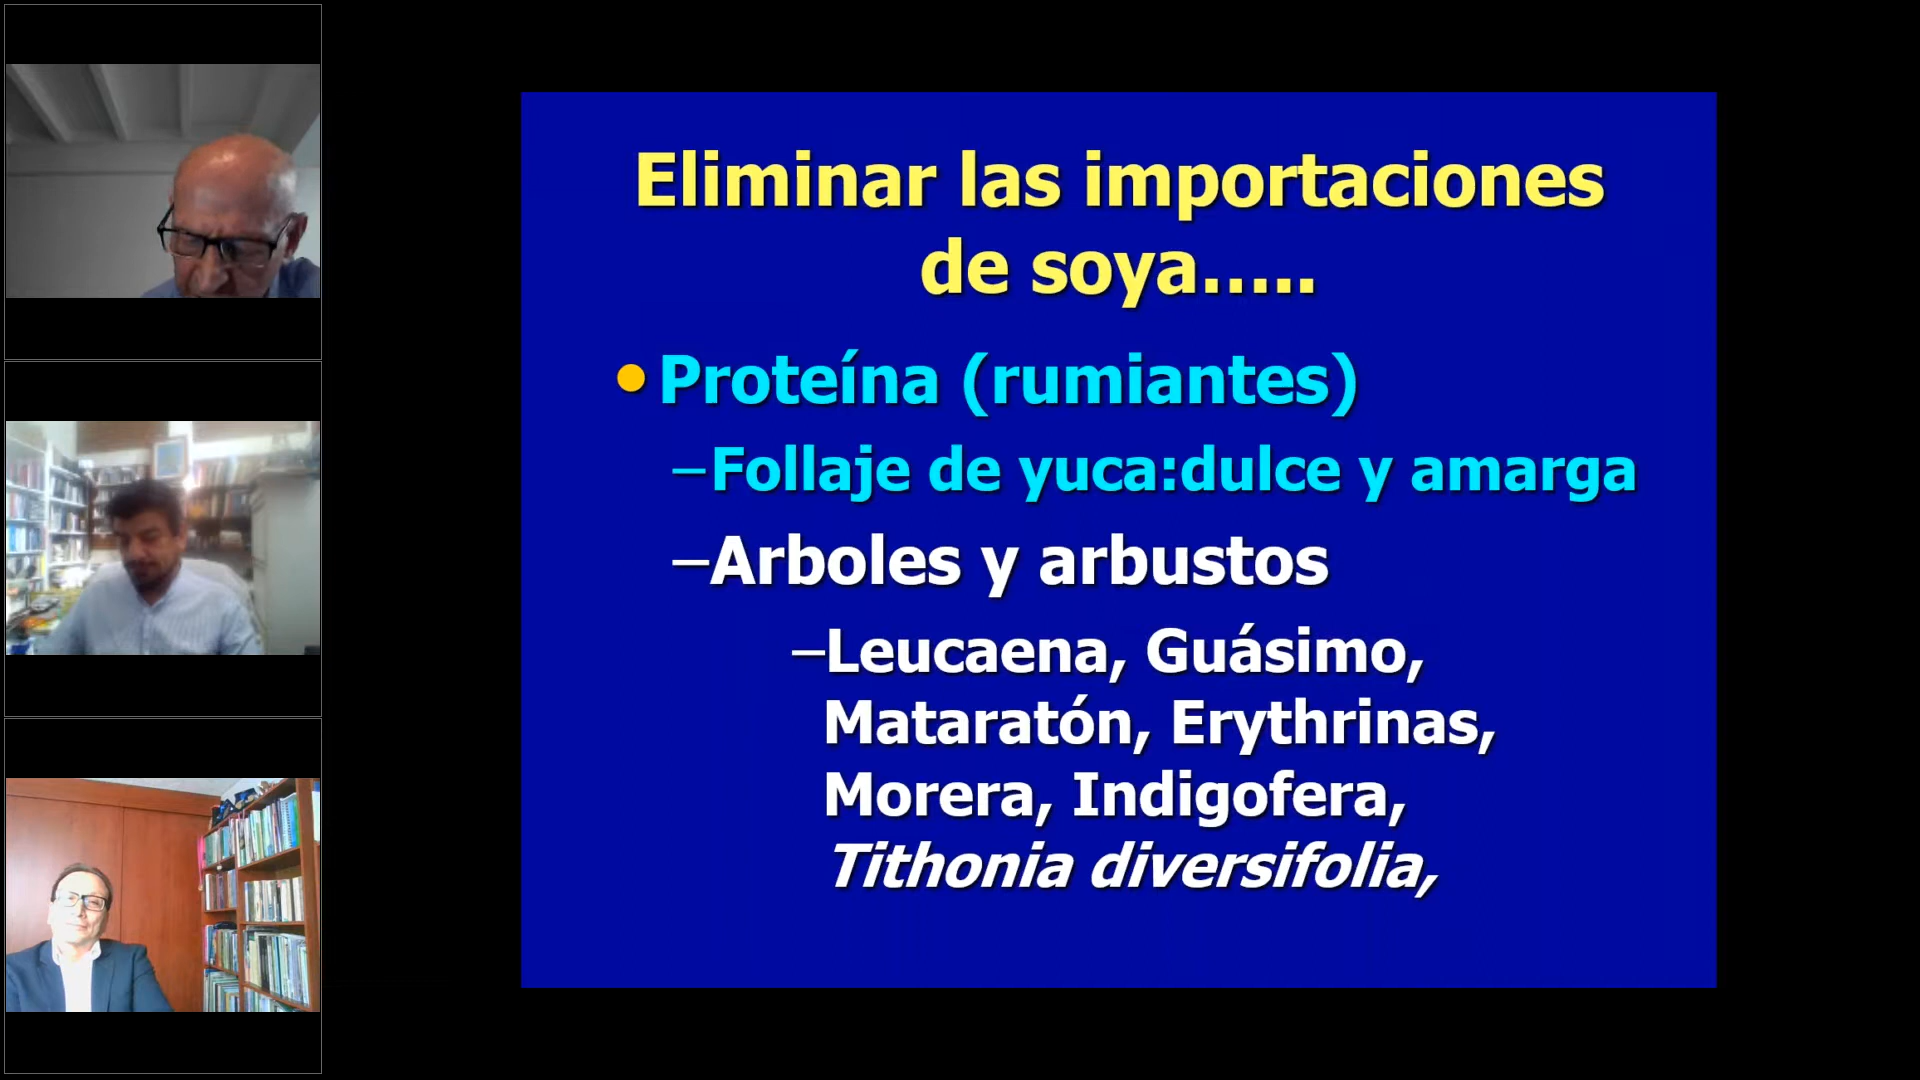 Eliminar las importaciones
de soya.....
• Proteína (rumiantes)
–Follaje de yuca:dulce y amarga
–Arboles y arbustos
–Leucaena, Guásimo,
Mataratón, Erythrinas,
Morera, Indigofera,
Tithonia diversifolia,